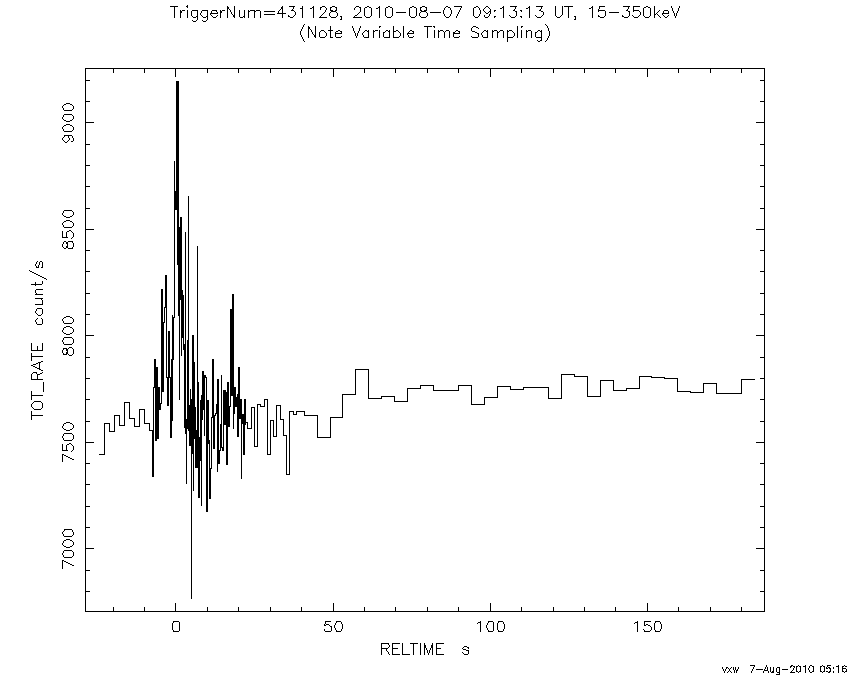 TriggerNum=431128, 2010-08-07 09:13:13 UT, 15-350keV
(Note Variable Time Sampling)
TOT_RATE count/s
9000
8500
8000
7500
7000
0 50 100 150
RELTIME s
vxw 7-Aug-2010 05:16